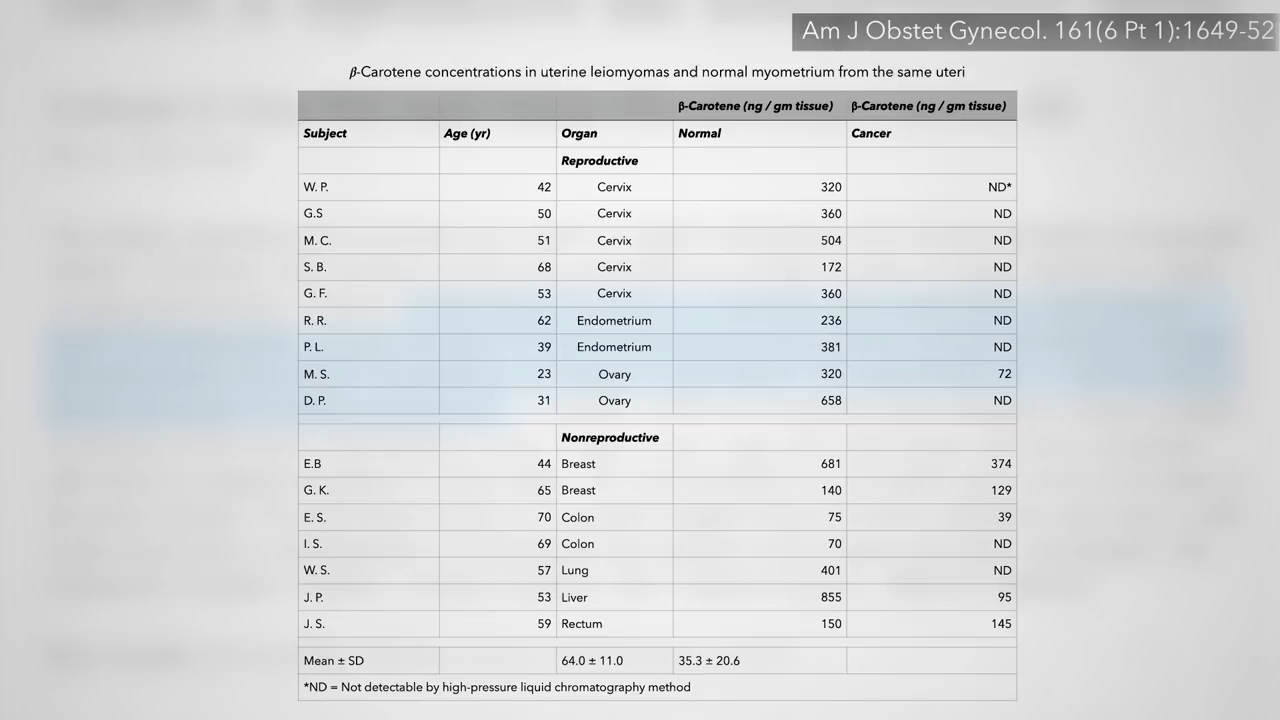 Am J Obstet Gynecol. 161(6 Pt 1):1649-52
β-Carotene concentrations in uterine leiomyomas and normal myometrium from the same uteri
β-Carotene (ng / gm tissue) β-Carotene (ng / gm tissue)
Subject Age (yr) Organ Normal Cancer
Reproductive
W. P. 42 Cervix 320 ND*
G.S 50 Cervix 360 ND
M. C. 51 Cervix 504 ND
S. B. 68 Cervix 172 ND
G. F. 53 Cervix 360 ND
R. R. 62 Endometrium 236 ND
P. L. 39 Endometrium 381 ND
M. S. 23 Ovary 320 72
D. P. 31 Ovary 658 ND
Nonreproductive
E.B 44 Breast 681 374
G. K. 65 Breast 140 129
E. S. 70 Colon 75 39
I. S. 69 Colon 70 ND
W. S. 57 Lung 401 ND
J. P. 53 Liver 855 95
J. S. 59 Rectum 150 145
Mean ± SD 64.0 ± 11.0 35.3 ± 20.6
*ND = Not detectable by high-pressure liquid chromatography method